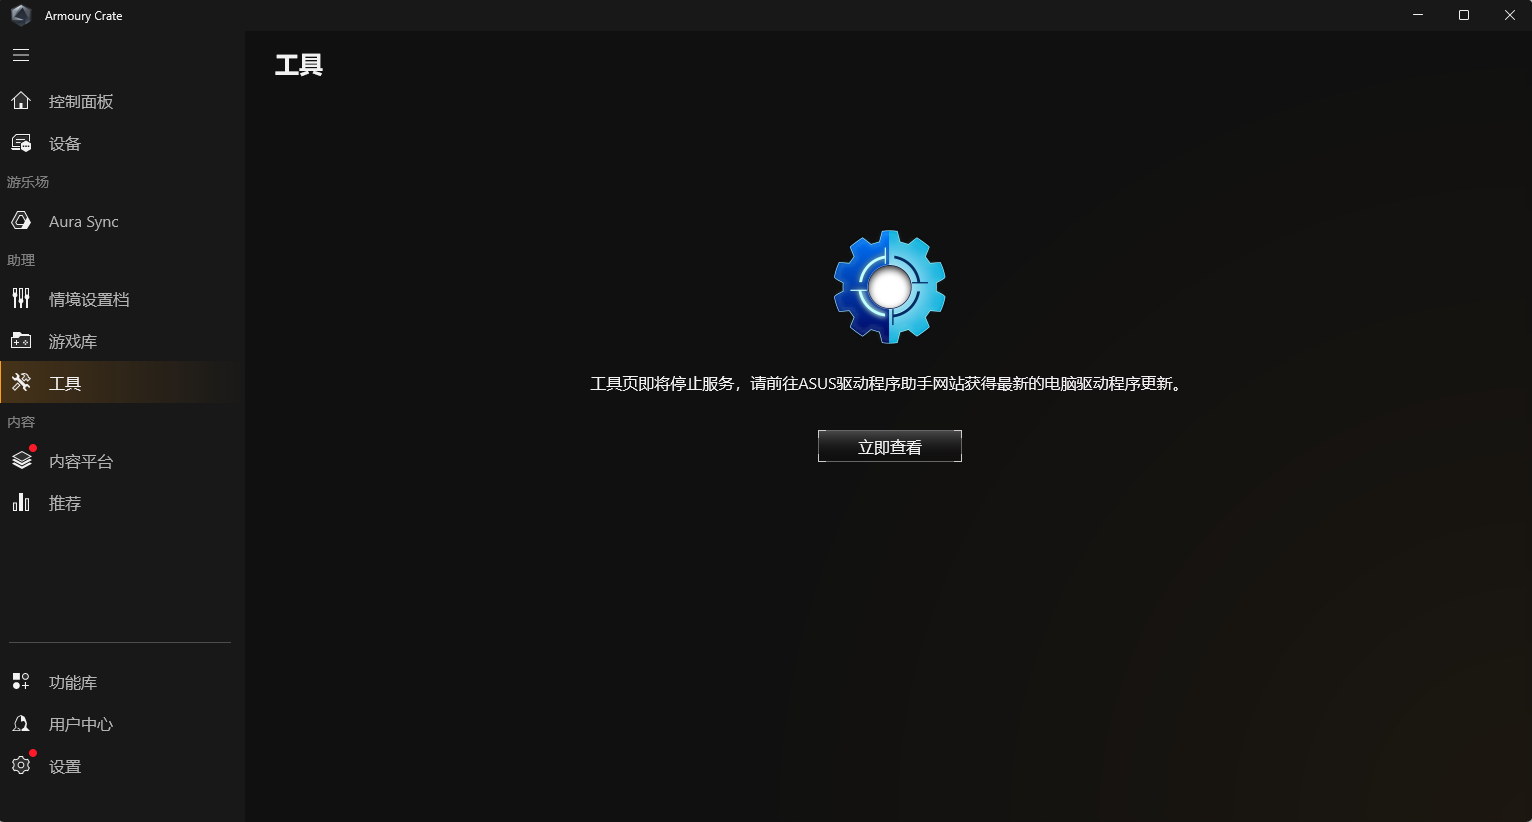 Armoury Crate
工具
控制面板
设备
游乐场
Aura Sync
助理
情境设置档
游戏库
工具
内容
内容平台
推荐
功能库
用户中心
设置
工具页即将停止服务，请前往ASUS驱动程序助手网站获得最新的电脑驱动程序更新。
立即查看